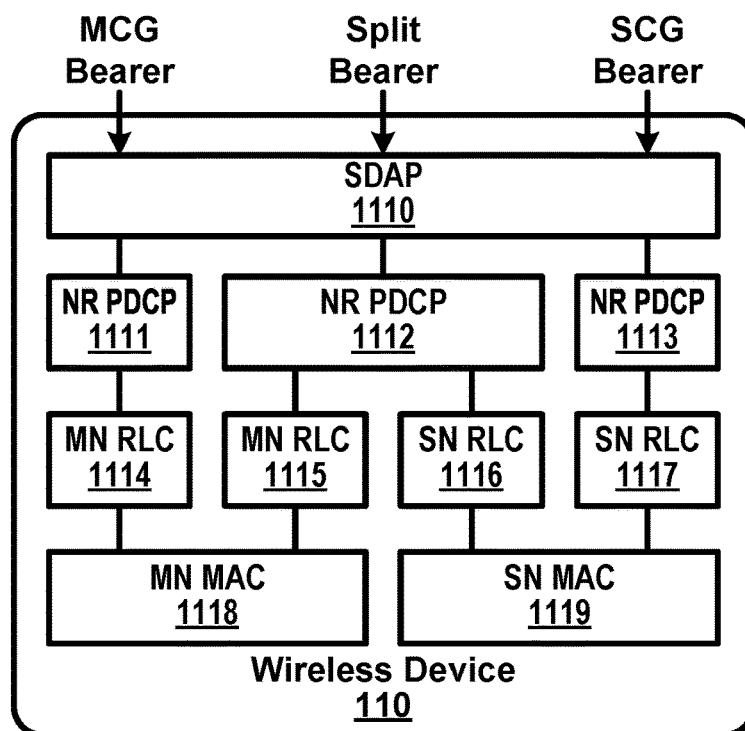 MCG Bearer
Split Bearer
SCG Bearer
SDAP
1110
NR PDCP
1111
NR PDCP
1112
NR PDCP
1113
MN RLC
1114
MN RLC
1115
SN RLC
1116
SN RLC
1117
MN MAC
1118
SN MAC
1119
Wireless Device
110